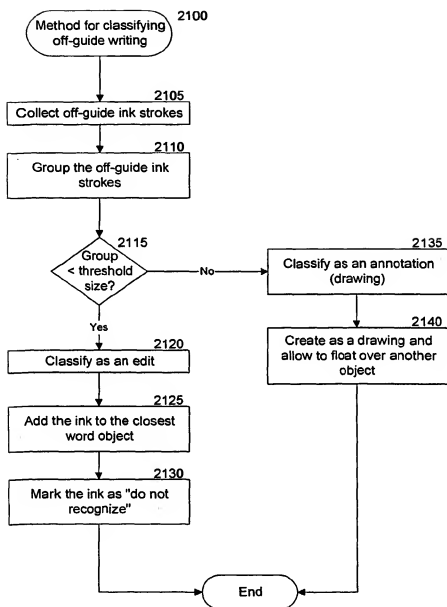 2100
Method for classifying
off-guide writing
2105
Collect off-guide ink strokes
2110
Group the off-guide ink
strokes
2115
Group
< threshold
size?
No
Yes
2120
Classify as an edit
2125
Add the ink to the closest
word object
2130
Mark the ink as "do not
recognize"
2135
Classify as an annotation
(drawing)
2140
Create as a drawing and
allow to float over another
object
End